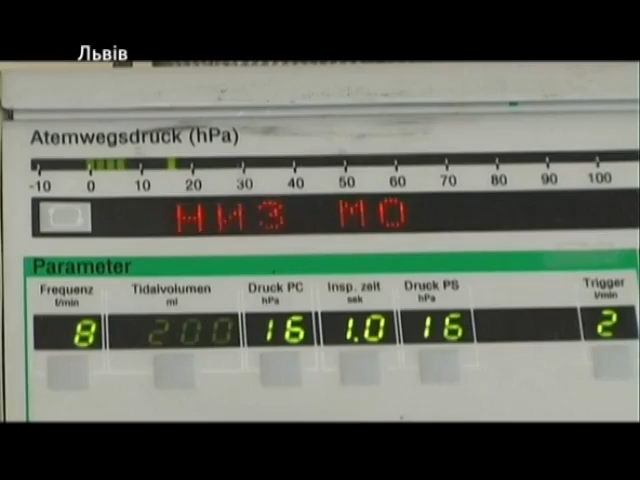 Львів
Atemwegsdruck (hPa)
-10 0 10 20 30 40 50 60 70 80 90 100
НИЗ МО
Parameter
Frequenz Tidalvolumen Druck PC Insp. zeit Druck PS Trigger
f/min ml hPa sek hPa l/min
8 200 16 1.0 16 2